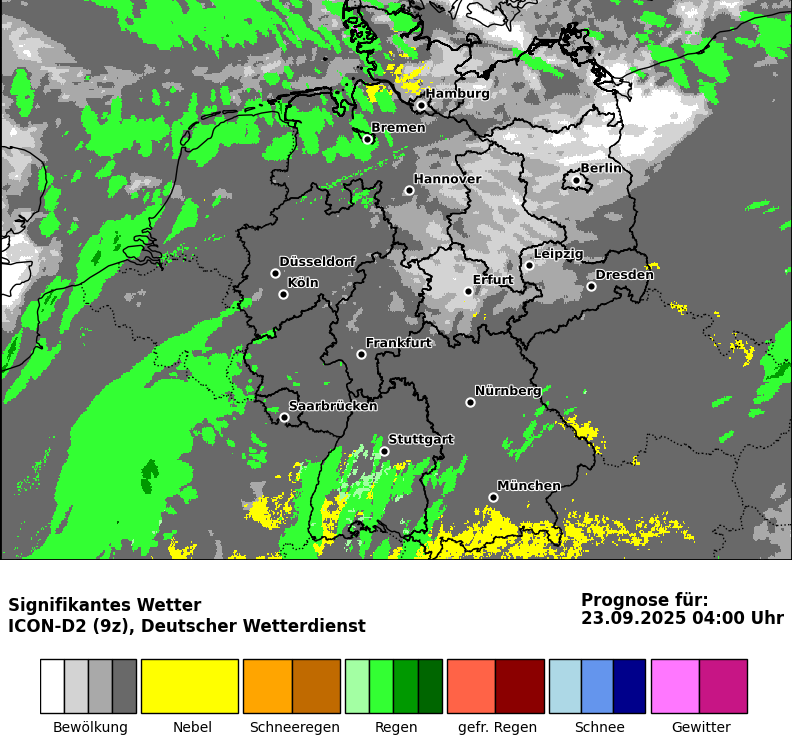 Hamburg
Bremen
Berlin
Hannover
Leipzig
Düsseldorf
Dresden
Köln
Erfurt
Frankfurt
Nürnberg
Saarbrücken
Stuttgart
München
Signifikantes Wetter
ICON-D2 (9z), Deutscher Wetterdienst
Prognose für:
23.09.2025 04:00 Uhr
Bewölkung Nebel Schneeregen Regen gefr. Regen Schnee Gewitter